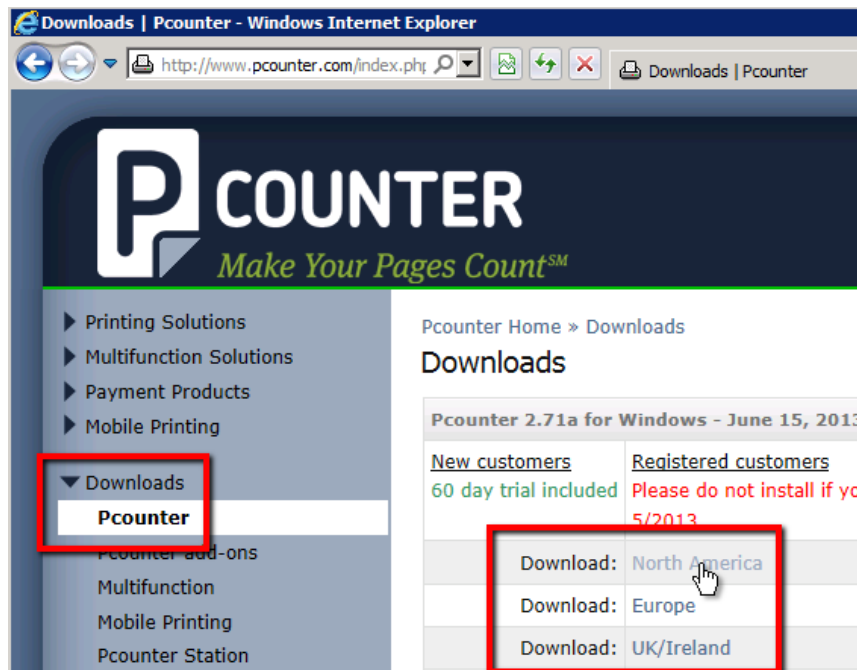 Downloads | Pcounter - Windows Internet Explorer
http://www.pcounter.com/index.php
Downloads | Pcounter
PCOUNTER
Make Your Pages Count SM
Printing Solutions
Multifunction Solutions
Payment Products
Mobile Printing
Downloads
Pcounter
Pcounter add-ons
Multifunction
Mobile Printing
Pcounter Station
Pcounter Home » Downloads
Downloads
Pcounter 2.71a for Windows - June 15, 2013
New customers Registered customers
60 day trial included Please do not install if yo
5/2013
Download: North America
Download: Europe
Download: UK/Ireland